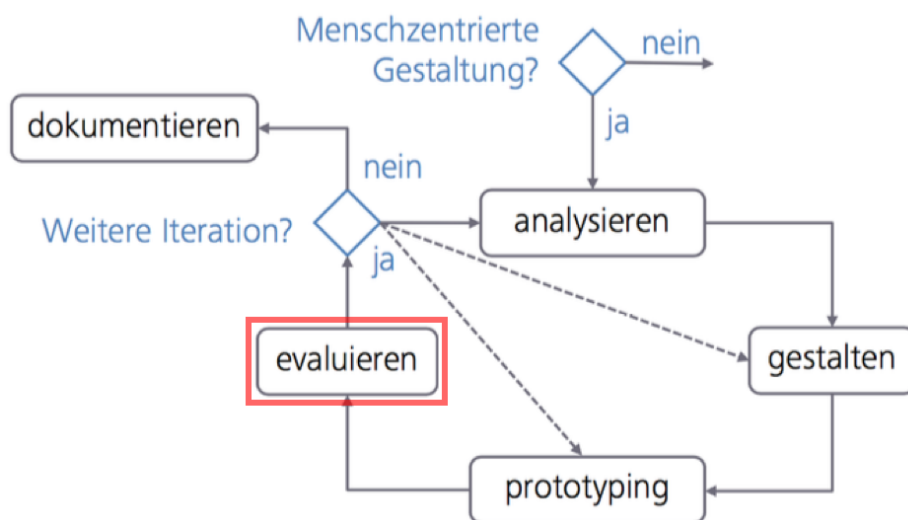 Menschzentrierte
Gestaltung?
nein
ja
dokumentieren
nein
Weitere Iteration?
ja
analysieren
evaluieren
gestalten
prototyping